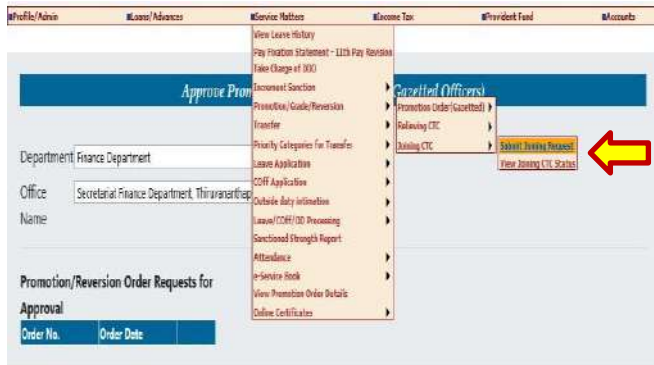 Profile/Admin Loans/Advances Service Matters Income Tax Provident Fund Accounts
View Leave History
Pay Fixation Statement - 11th Pay Revision
Take Charge of DDO
Increment Sanction
Promotion/Grade/Reversion
Transfer
Priority Categories for Transfer
Leave Application
COff Application
Outside duty intimation
Leave/COff/OD Processing
Sanctioned Strength Report
Attendance
e-Service Book
View Promotion Order Details
Online Certificates
Promotion Order(Gazetted)
Relieving CTC
Joining CTC
Submit Joining Request
View Joining CTC Status
Approve Prom Gazetted Officers)
Department Finance Department
Office Name
Secretariat Finance Department, Thiruvananthap
Promotion/Reversion Order Requests for
Approval
Order No. Order Date